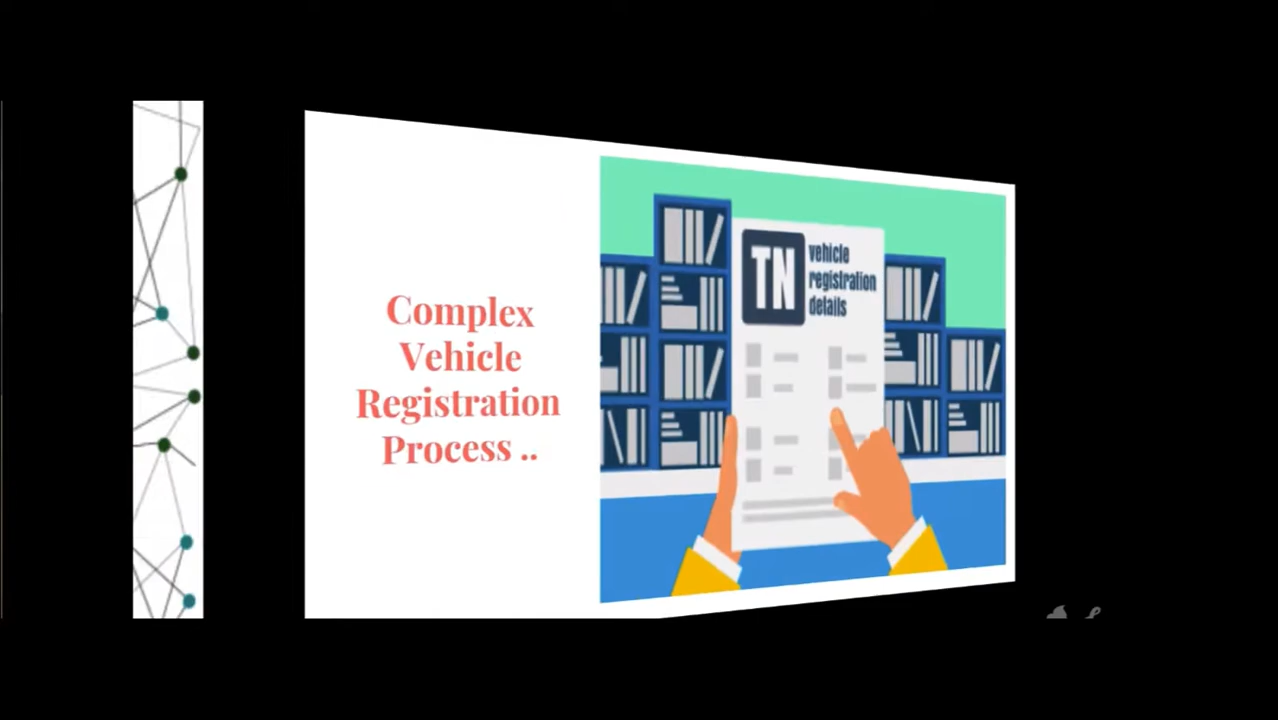 Complex
Vehicle
Registration
Process ..
TN
vehicle
registration
details